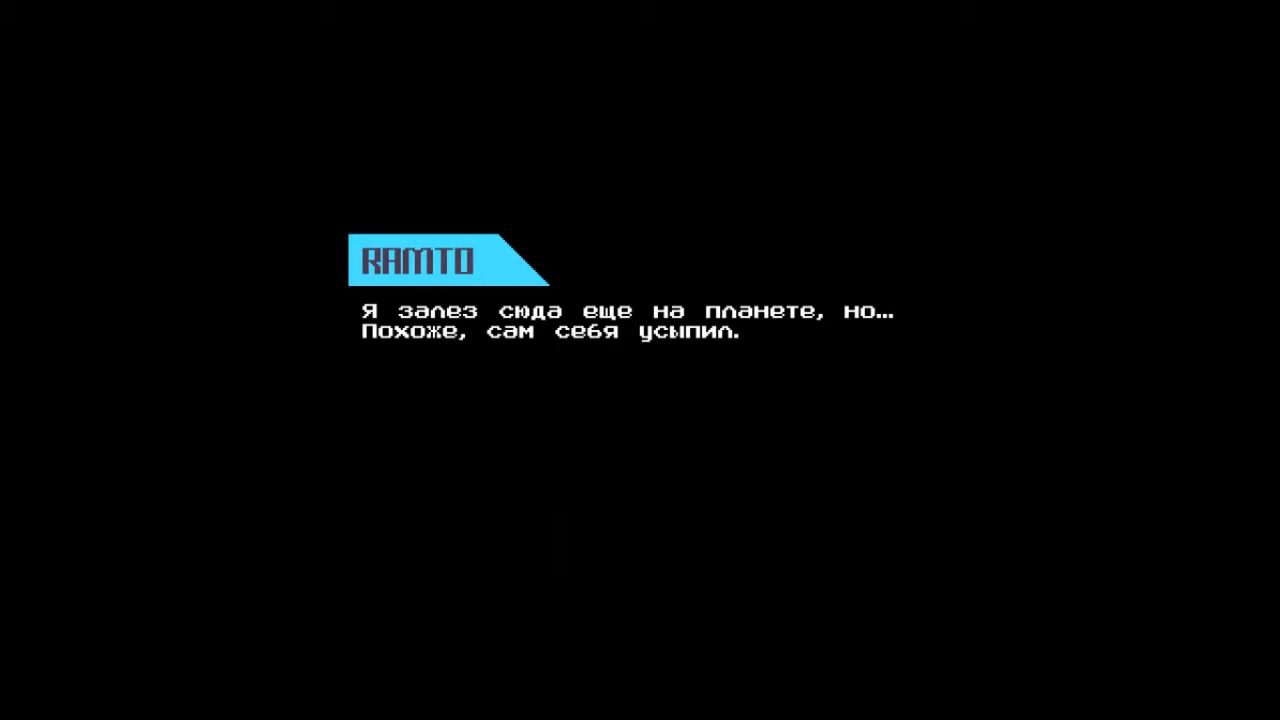 RAMTO
Я залез сюда еще на планете, но...
Похоже, сам себя усыпил.